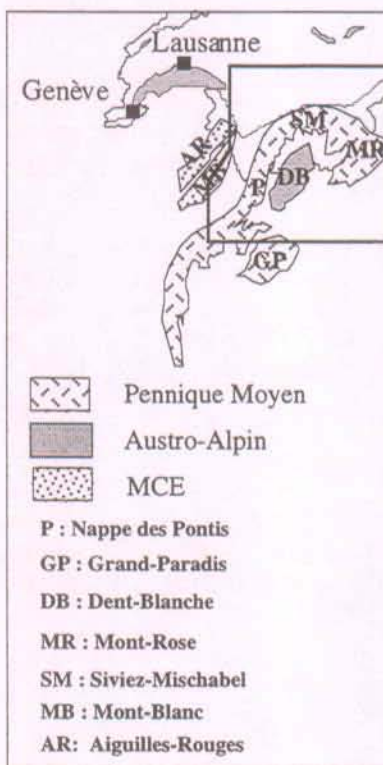 Lausanne
Genève
SM
AR
MR
MB
P
DB
GP
Pennique Moyen
Austro-Alpin
MCE
P : Nappe des Pontis
GP : Grand-Paradis
DB : Dent-Blanche
MR : Mont-Rose
SM : Siviez-Mischabel
MB : Mont-Blanc
AR: Aiguilles-Rouges